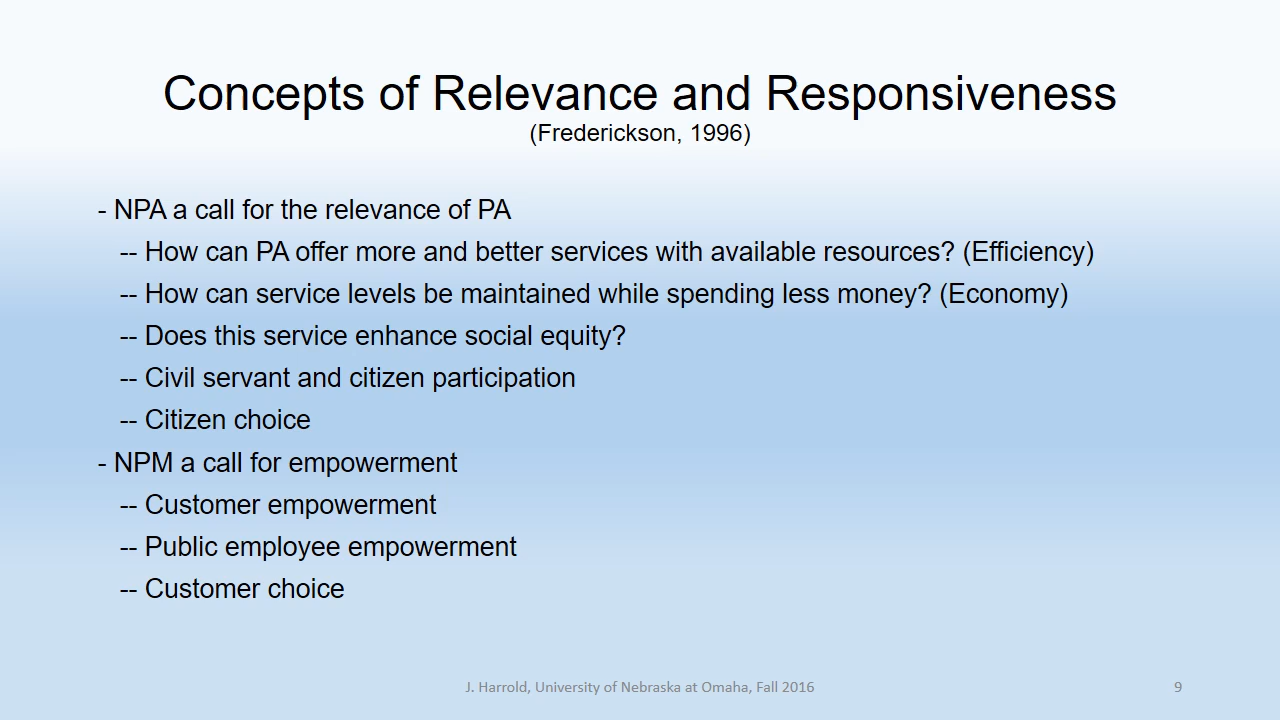 Concepts of Relevance and Responsiveness
(Frederickson, 1996)
- NPA a call for the relevance of PA
-- How can PA offer more and better services with available resources? (Efficiency)
-- How can service levels be maintained while spending less money? (Economy)
-- Does this service enhance social equity?
-- Civil servant and citizen participation
-- Citizen choice
- NPM a call for empowerment
-- Customer empowerment
-- Public employee empowerment
-- Customer choice
J. Harrold, University of Nebraska at Omaha, Fall 2016
9